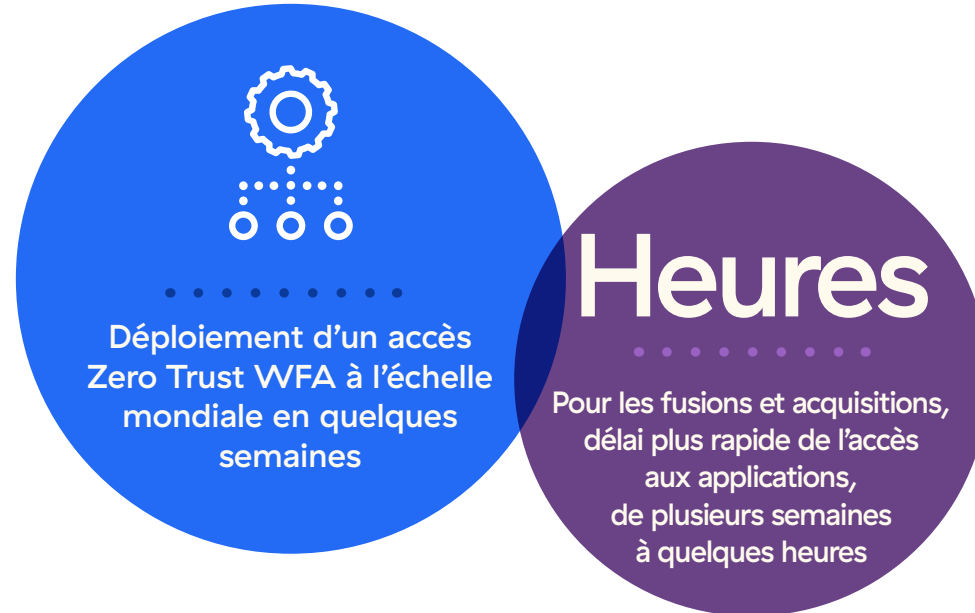 Déploiement d’un accès
Zero Trust WFA à l’échelle
mondiale en quelques
semaines
Heures
Pour les fusions et acquisitions,
délai plus rapide de l’accès
aux applications,
de plusieurs semaines
à quelques heures